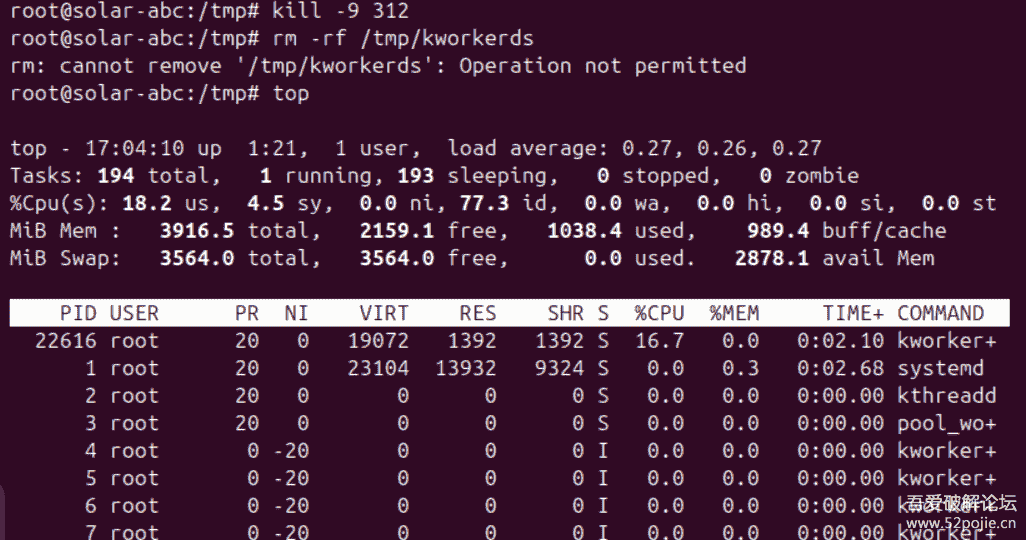 root@solar-abc:/tmp# kill -9 312
root@solar-abc:/tmp# rm -rf /tmp/kworkerds
rm: cannot remove '/tmp/kworkerds': Operation not permitted
root@solar-abc:/tmp# top
top - 17:04:10 up  1:21,  1 user,  load average: 0.27, 0.26, 0.27
Tasks: 194 total,   1 running, 193 sleeping,   0 stopped,   0 zombie
%Cpu(s): 18.2 us,  4.5 sy,  0.0 ni, 77.3 id,  0.0 wa,  0.0 hi,  0.0 si,  0.0 st
MiB Mem :   3916.5 total,   2159.1 free,   1038.4 used,    989.4 buff/cache
MiB Swap:   3564.0 total,   3564.0 free,      0.0 used.   2878.1 avail Mem
PID USER      PR  NI    VIRT    RES    SHR S  %CPU  %MEM     TIME+ COMMAND
22616 root      20   0   19072   1392   1392 S  16.7   0.0   0:02.10 kworker+
1 root      20   0   23104  13932   9324 S   0.0   0.3   0:02.68 systemd
2 root      20   0       0      0      0 S   0.0   0.0   0:00.00 kthreadd
3 root      20   0       0      0      0 S   0.0   0.0   0:00.00 pool_wo+
4 root       0 -20       0      0      0 I   0.0   0.0   0:00.00 kworker+
5 root       0 -20       0      0      0 I   0.0   0.0   0:00.00 kworker+
6 root       0 -20       0      0      0 I   0.0   0.0   0:00.00 kworker+
7 root       0 -20       0      0      0 I   0.0   0.0   0:00.00 kworker+
吾爱破解论坛
www.52pojie.cn